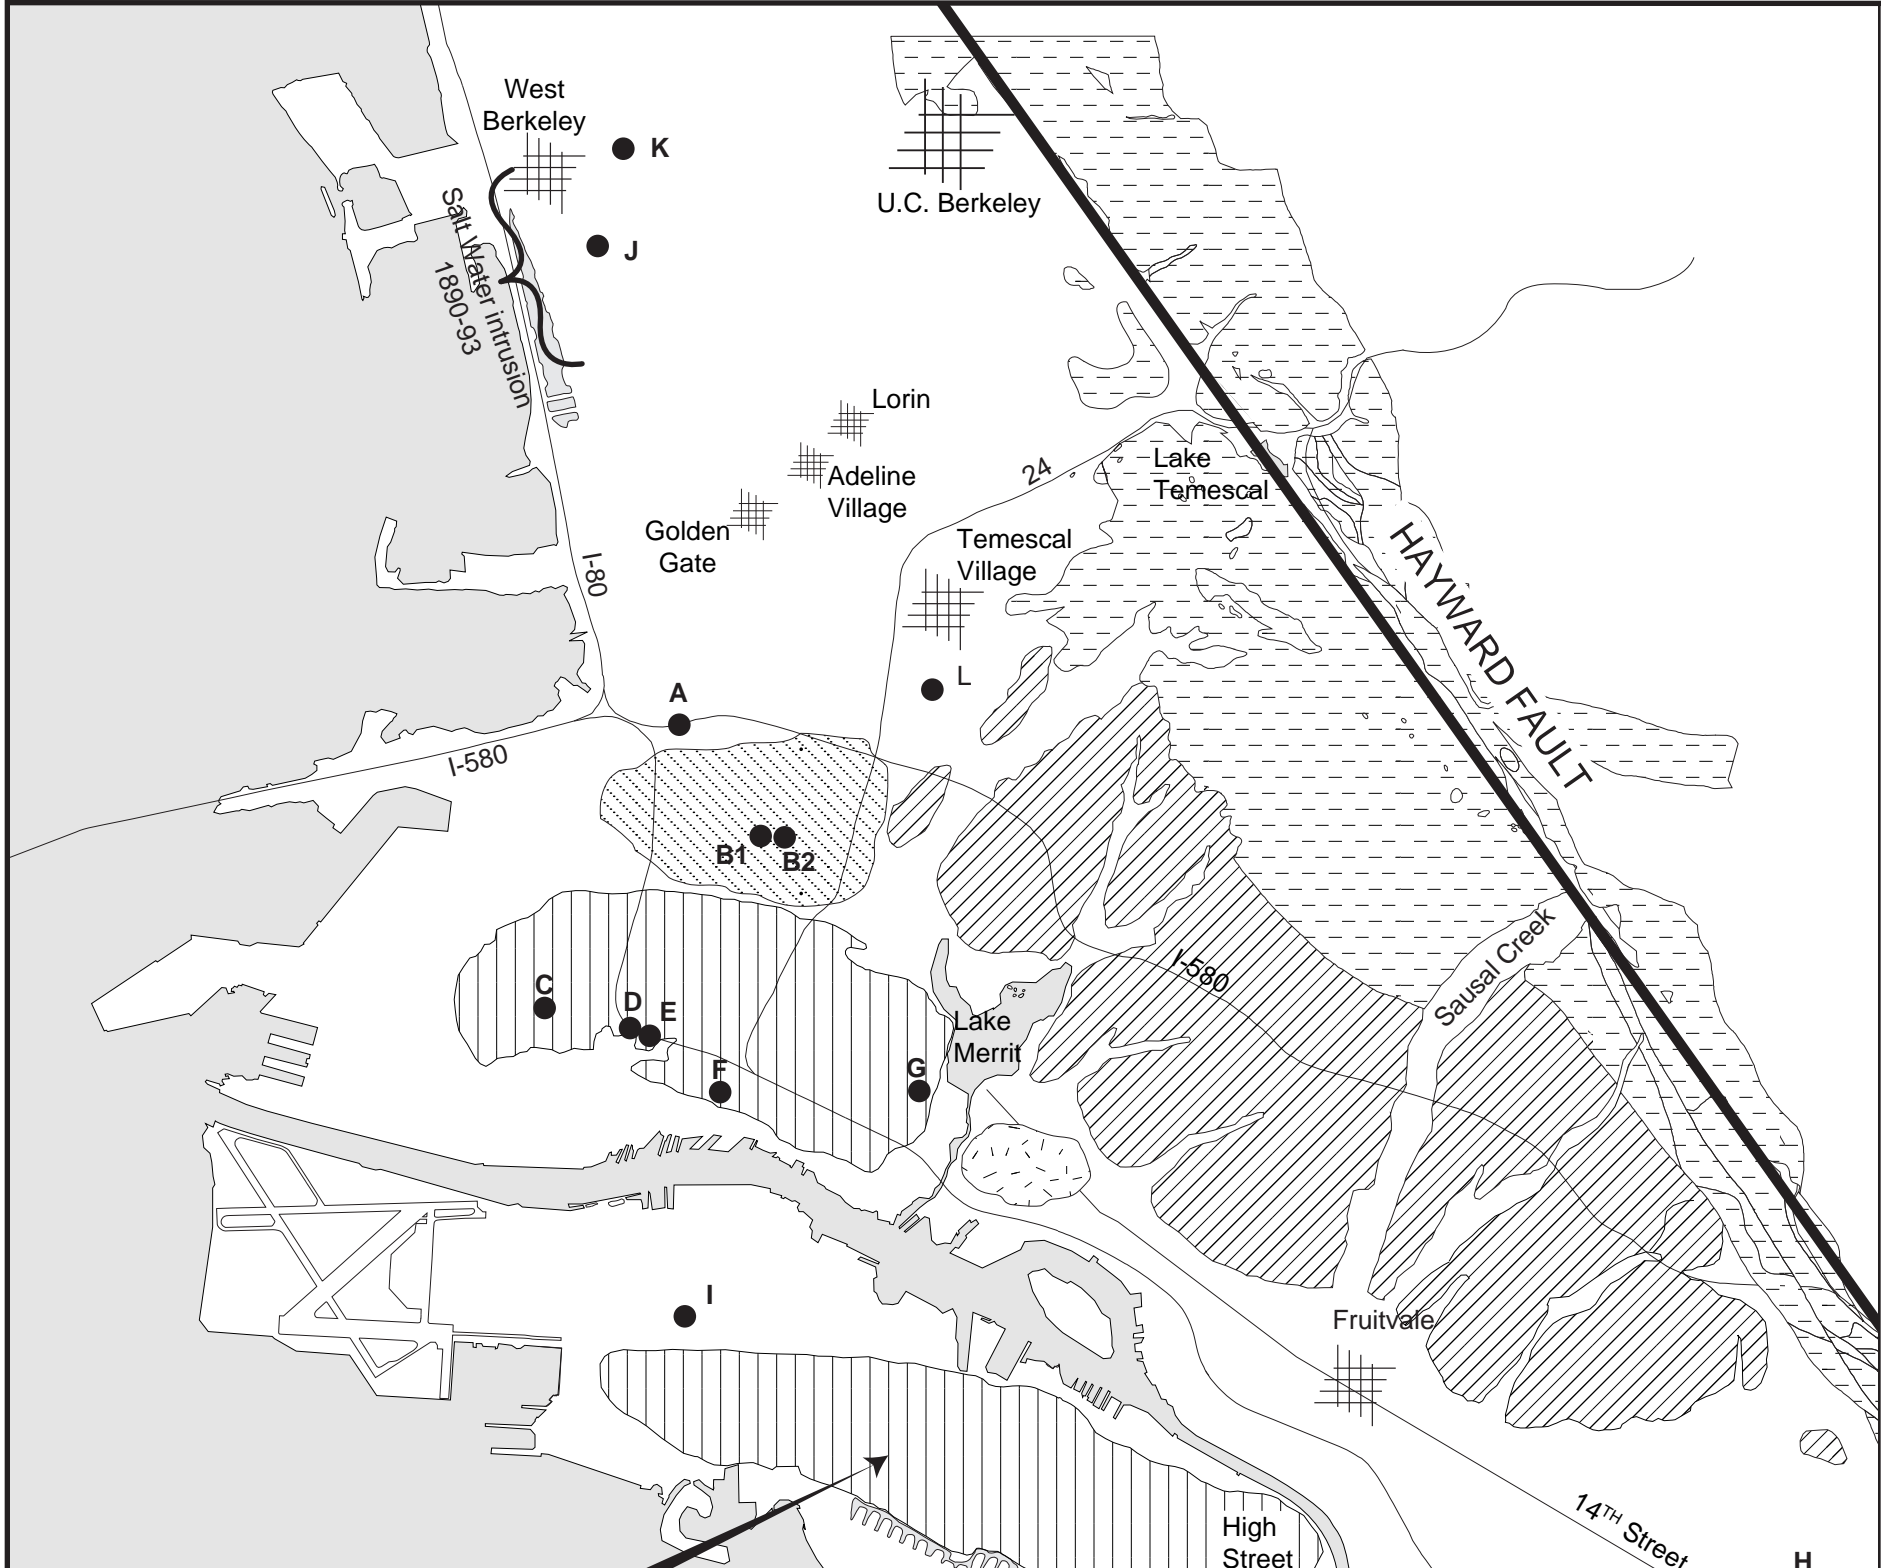 West
Berkeley
K
U.C. Berkeley
J
Salt Water intrusion
1890-93
Lorin
Adeline
Village
Golden
Gate
24
Lake
Temescal
Temescal
Village
HAYWARD FAULT
I-80
L
A
I-580
B1
B2
C
D
E
F
G
Lake
Merrit
I-580
Sausal Creek
I
Fruitvale
14TH Street
High
Street
H